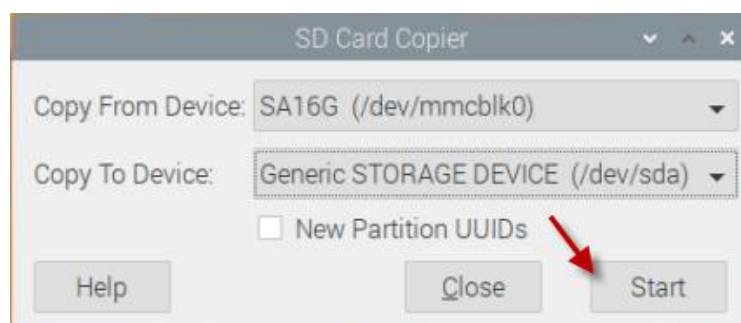 SD Card Copier
Copy From Device: SA16G (/dev/mmcblk0)
Copy To Device: Generic STORAGE DEVICE (/dev/sda)
New Partition UUIDs
Help Close Start